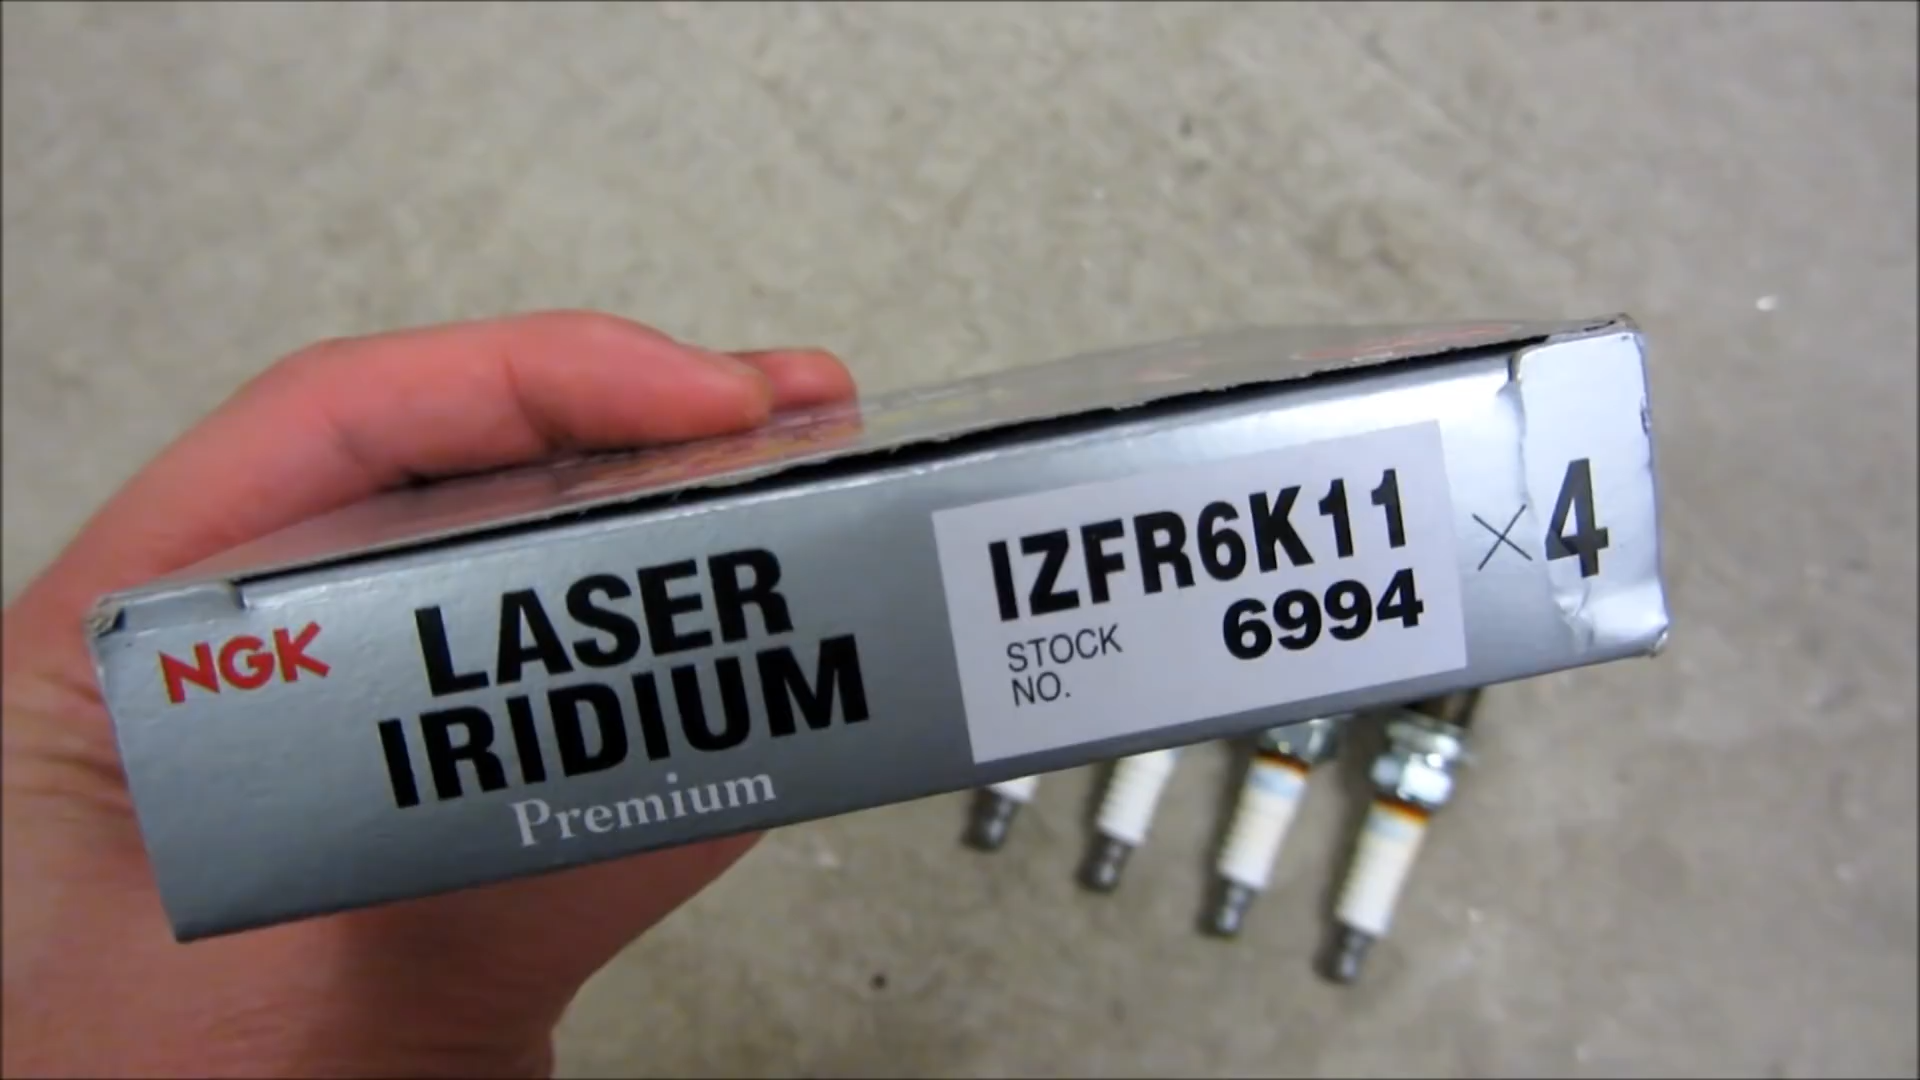 NGK
LASER
IRIDIUM
Premium
IZFR6K11
STOCK
NO.
6994
×4